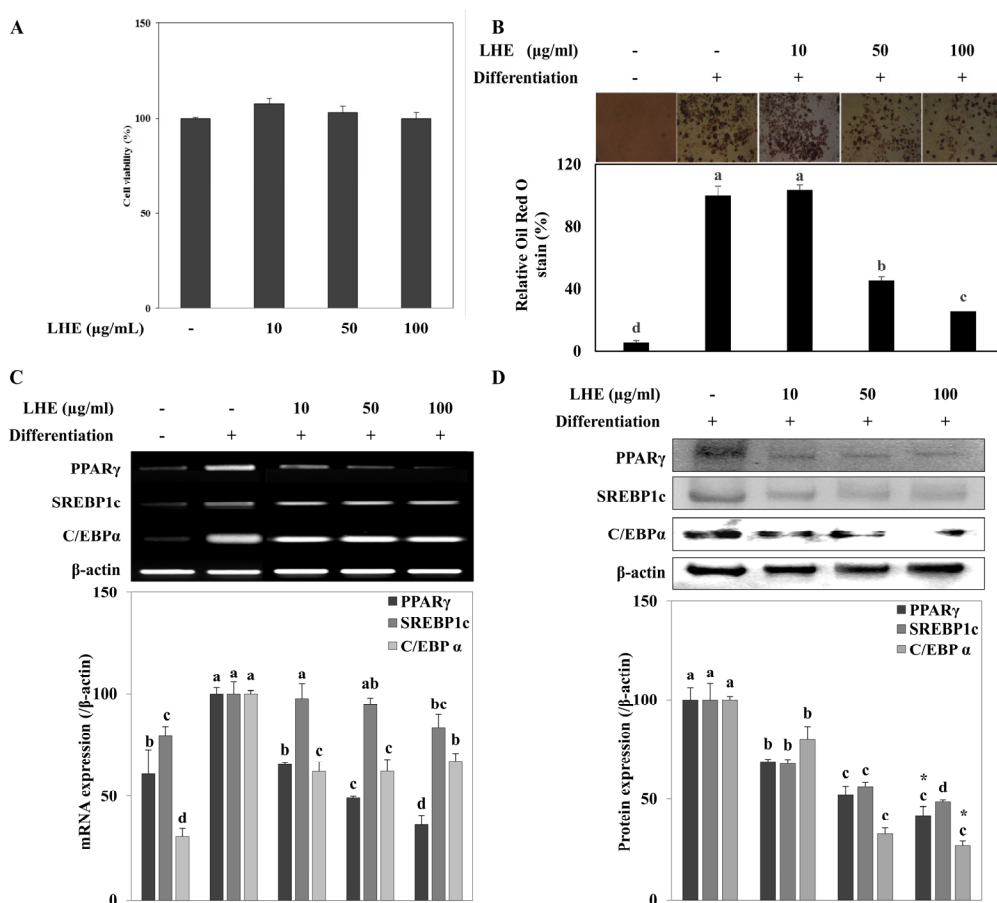 A
150
100
50
0
Cell viability (%)
LHE (µg/mL) - 10 50 100
B
LHE (µg/ml) - - 10 50 100
Differentiation - + + + +
120
80
40
0
Relative Oil Red O
stain (%)
d a a b c
C
LHE (µg/ml) - - 10 50 100
Differentiation - + + + +
PPARγ
SREBP1c
C/EBPα
β-actin
150
100
50
0
mRNA expression (/β-actin)
PPARγ
SREBP1c
C/EBP α
b c d a a a b a c c ab c d bc b
D
LHE (µg/ml) - 10 50 100
Differentiation + + + +
PPARγ
SREBP1c
C/EBPα
β-actin
150
100
50
0
Protein expression (/β-actin)
PPARγ
SREBP1c
C/EBP α
a a a b b b c c c * c d * c